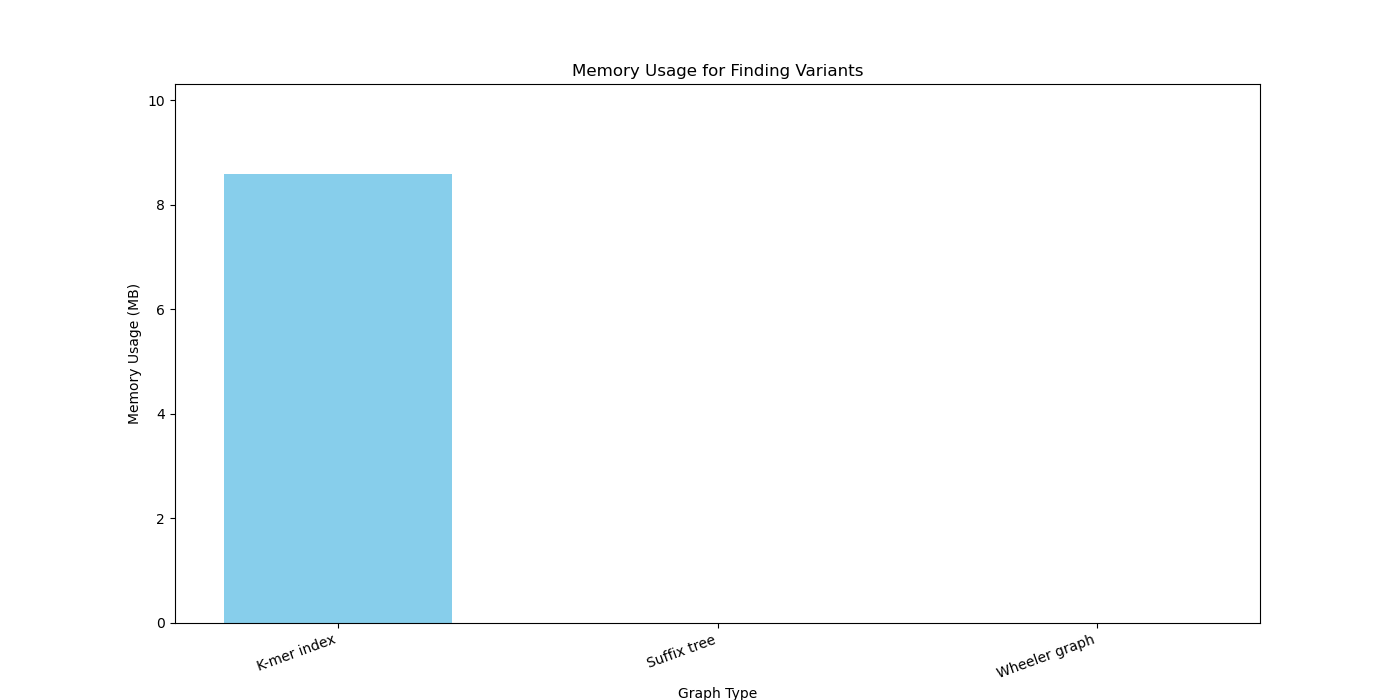 Memory Usage for Finding Variants
10
8
6
4
2
0
Memory Usage (MB)
K-mer index
Suffix tree
Wheeler graph
Graph Type